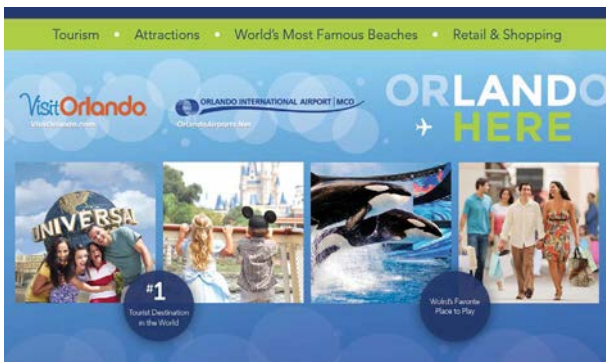 Tourism • Attractions • World's Most Famous Beaches • Retail & Shopping
VisitOrlando
VisitOrlando.com
ORLANDO INTERNATIONAL AIRPORT | MCO
OrlandoAirports.Net
ORLANDO
HERE
UNIVERSAL
#1
Tourist Destination
in the World
World's Favorite
Place to Play